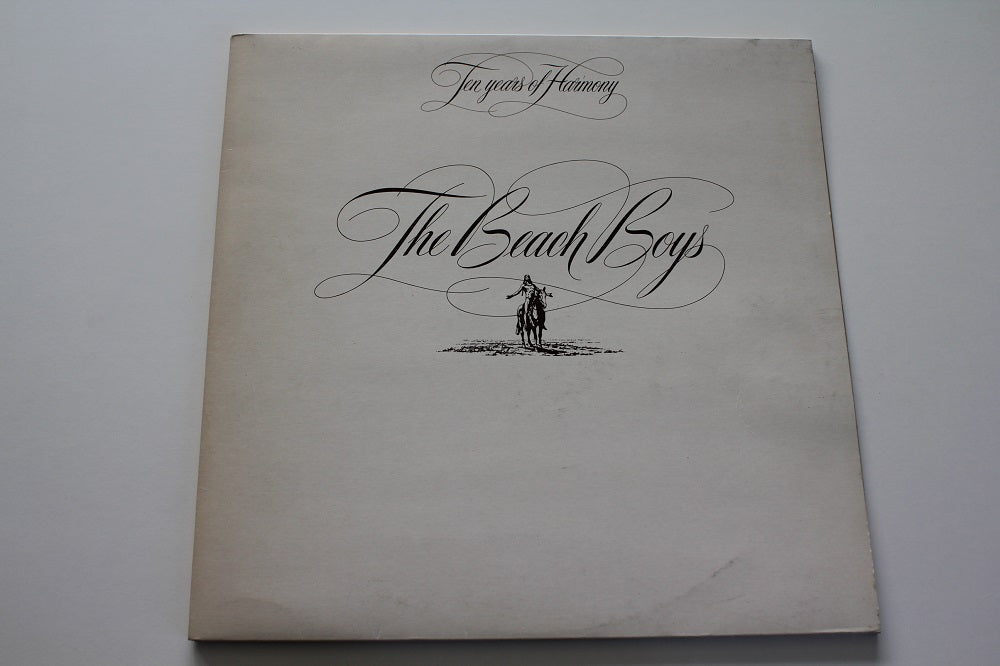 Ten years of Harmony
The Beach Boys